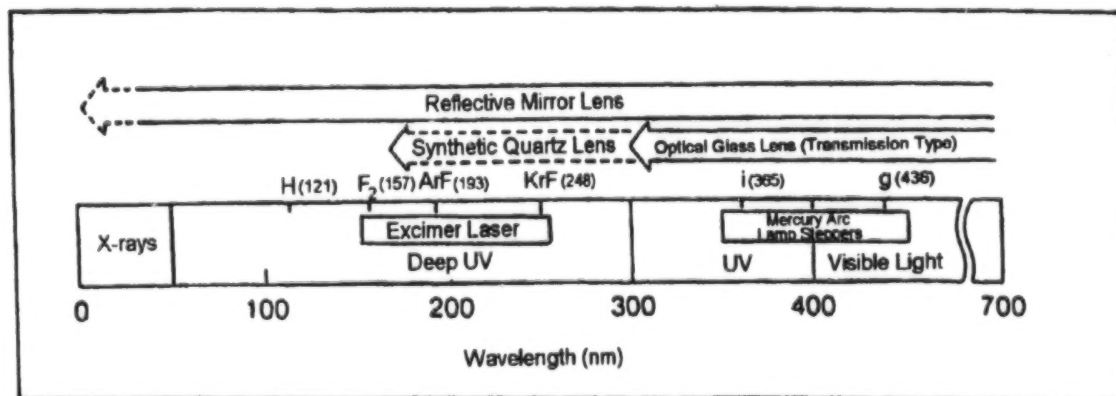 Reflective Mirror Lens
Synthetic Quartz Lens
Optical Glass Lens (Transmission Type)
H (121) F2 (157) ArF (193) KrF (248) i (365) g (436)
X-rays
Excimer Laser
Mercury Arc
Lamp Steppers
Deep UV UV Visible Light
0 100 200 300 400 700
Wavelength (nm)